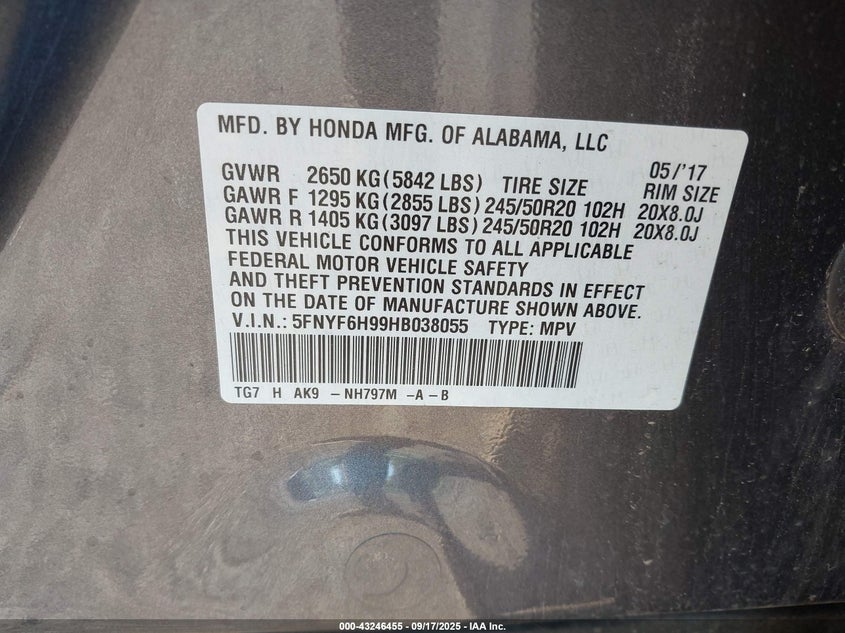 MFD. BY HONDA MFG. OF ALABAMA, LLC
05/'17
GVWR 2650 KG(5842 LBS) TIRE SIZE RIM SIZE
GAWR F 1295 KG(2855 LBS)245/50R20 102H 20X8.0J
GAWR R 1405 KG(3097 LBS)245/50R20 102H 20X8.0J
THIS VEHICLE CONFORMS TO ALL APPLICABLE
FEDERAL MOTOR VEHICLE SAFETY
AND THEFT PREVENTION STANDARDS IN EFFECT
ON THE DATE OF MANUFACTURE SHOWN ABOVE.
V.I.N.: 5FNYF6H99HB038055 TYPE: MPV
TG7 H AK9 -NH797M -A-B
000-43246455 - 09/17/2025 - IAA Inc.